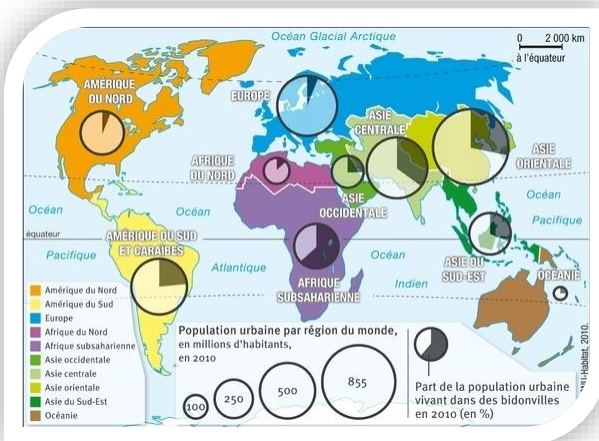 Océan Glacial Arctique
0 2 000 km
à l'équateur
AMÉRIQUE
DU NORD
EUROPE
ASIE
CENTRALE
ASIE
ORIENTALE
AFRIQUE
DU NORD
ASIE
OCCIDENTALE
Océan
Océan
Océan
Pacifique
équateur
AMÉRIQUE DU SUD
ET CARAÏBES
Pacifique
Atlantique
Océan
Indien
ASIE DU
SUD-EST
OCÉANIE
AFRIQUE
SUBSAHARIENNE
Amérique du Nord
Amérique du Sud
Europe
Afrique du Nord
Afrique subsaharienne
Asie occidentale
Asie centrale
Asie orientale
Asie du Sud-Est
Océanie
Population urbaine par région du monde,
en millions d'habitants,
en 2010
100
250
500
855
Part de la population urbaine
vivant dans des bidonvilles
en 2010 (en %)
-Habitat, 2010.